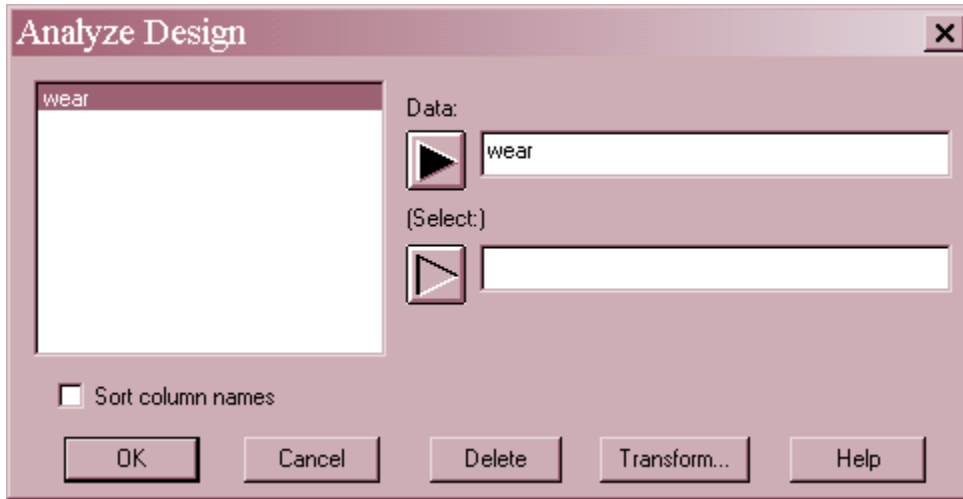 Analyze Design
wear
Data:
wear
(Select:)
Sort column names
OK
Cancel
Delete
Transform...
Help